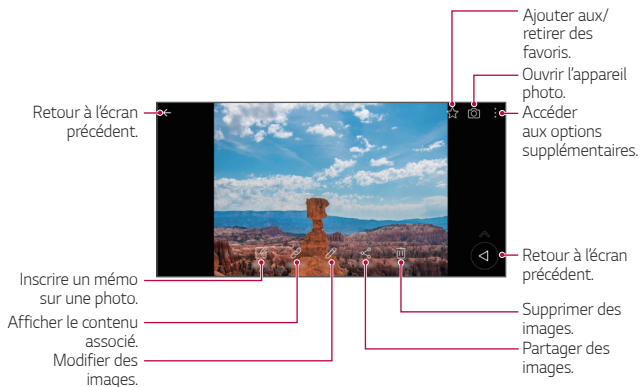 Ajouter aux/
retirer des
favoris.
Ouvrir l'appareil
photo.
Accéder
aux options
supplémentaires.
Retour à l'écran
précédent.
Retour à l'écran
précédent.
Inscrire un mémo
sur une photo.
Afficher le contenu
associé.
Modifier des
images.
Supprimer des
images.
Partager des
images.